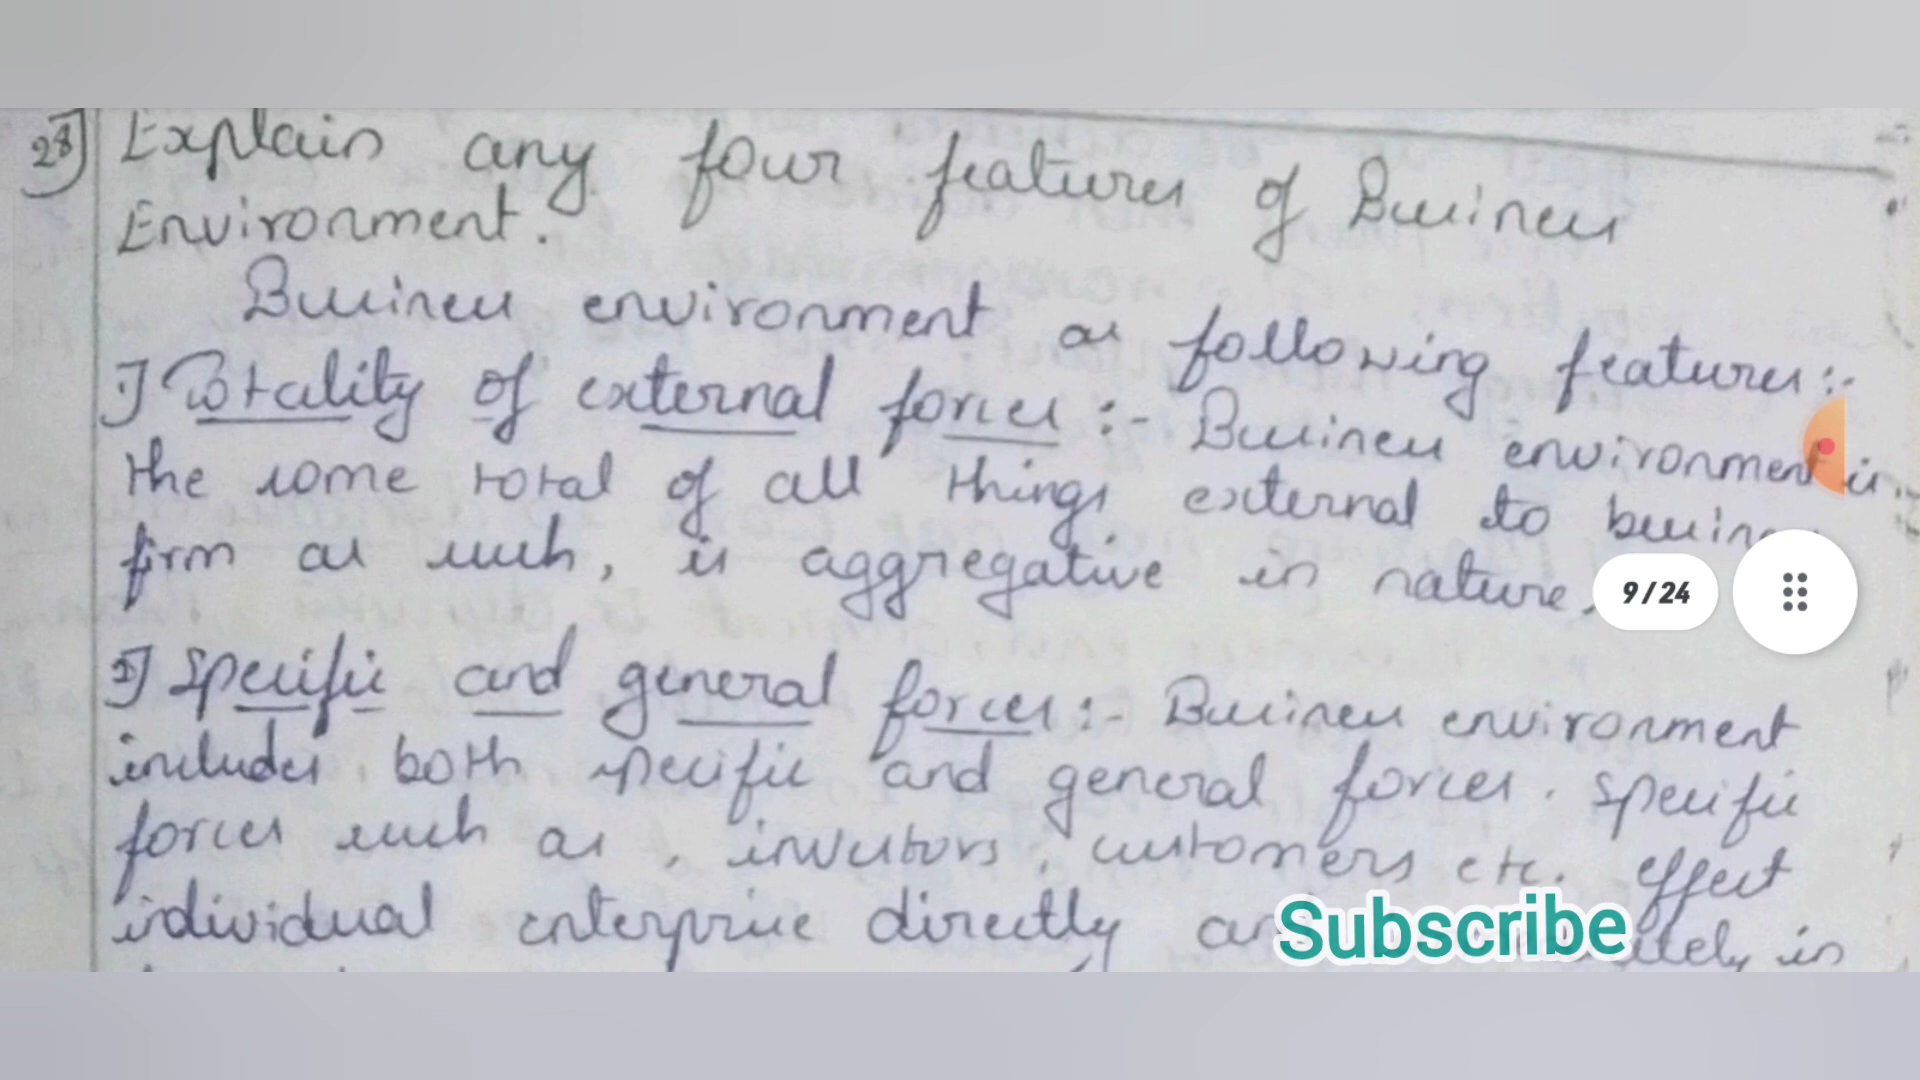 28] Explain any four features of Business
Environment.
Business environment as following features:-
1] Totality of external forces :- Business environment is
the some total of all things external to busine
firm as such, is aggregative in nature.
9/24
2] Specific and general forces :- Business environment
includes both specific and general forces. Specific
forces such as, investors, customers etc. effect
individual enterprise directly
Subscribe
in